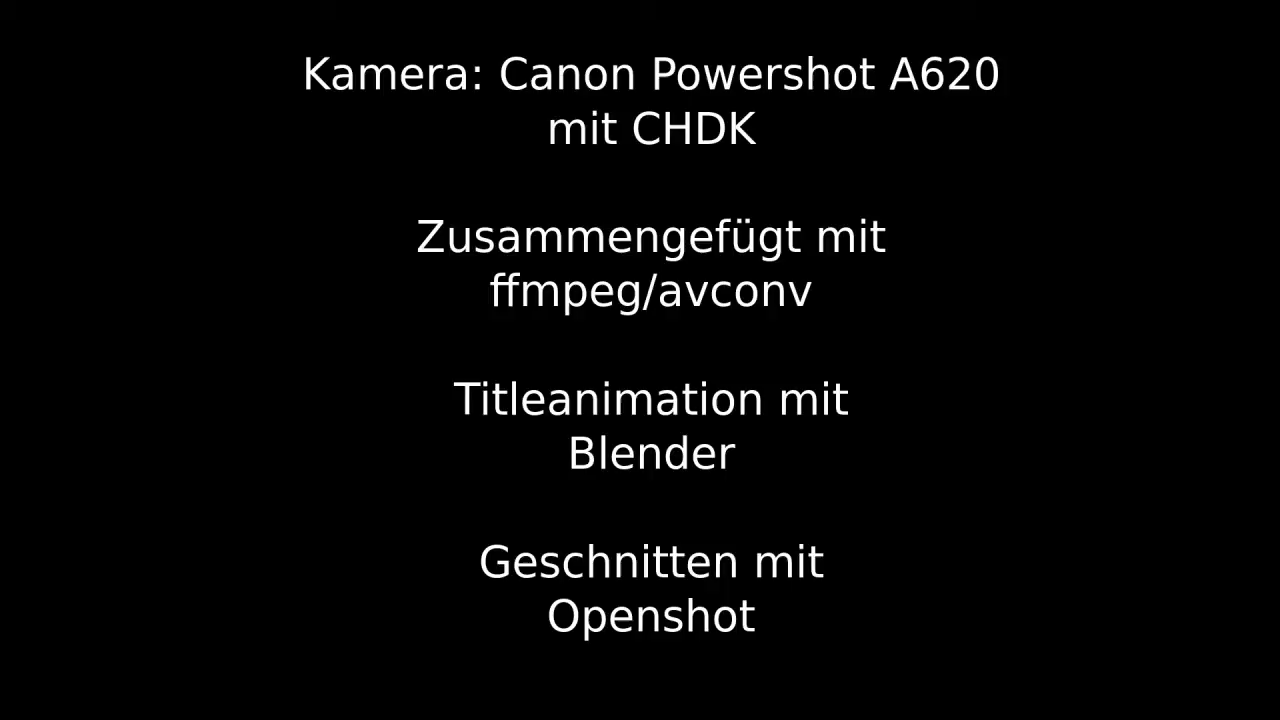 Kamera: Canon Powershot A620
mit CHDK
Zusammengefügt mit
ffmpeg/avconv
Titleanimation mit
Blender
Geschnitten mit
Openshot